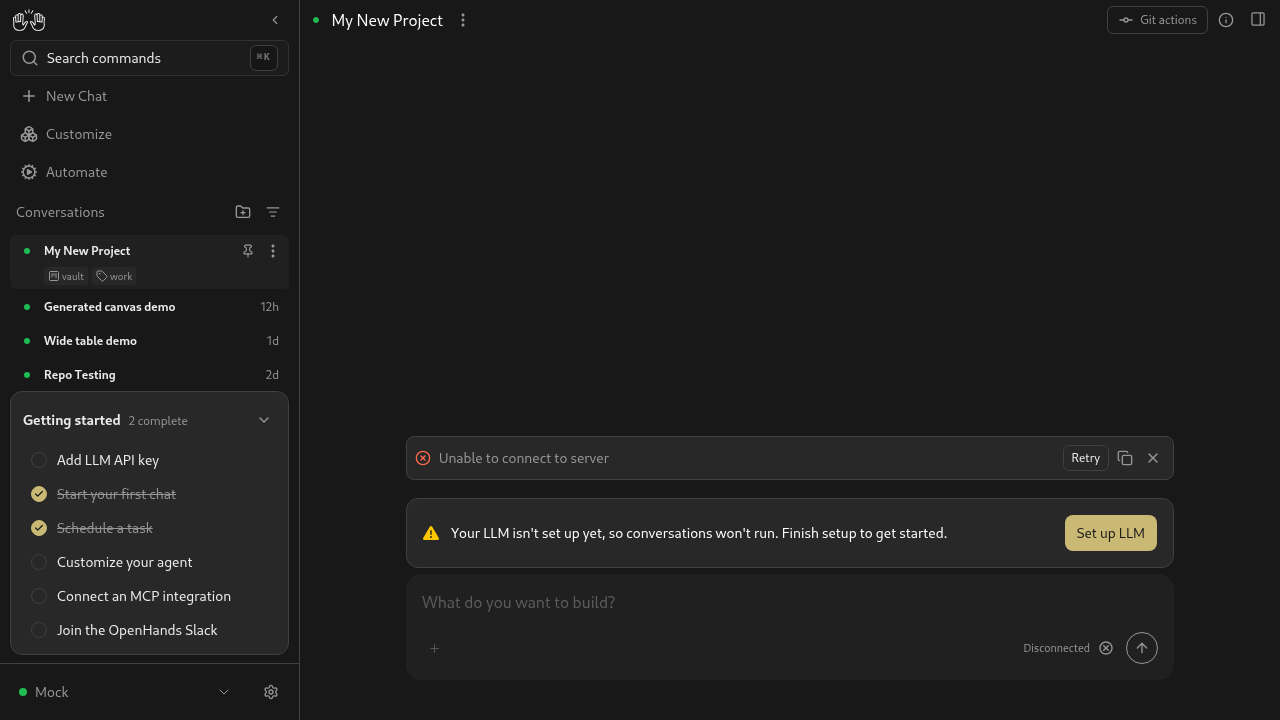 My New Project
Git actions
Search commands
⌘K
New Chat
Customize
Automate
Conversations
My New Project
vault work
Generated canvas demo 12h
Wide table demo 1d
Repo Testing 2d
Getting started 2 complete
Add LLM API key
Start your first chat
Schedule a task
Customize your agent
Connect an MCP integration
Join the OpenHands Slack
Mock
Unable to connect to server
Retry
Your LLM isn't set up yet, so conversations won't run. Finish setup to get started.
Set up LLM
What do you want to build?
Disconnected